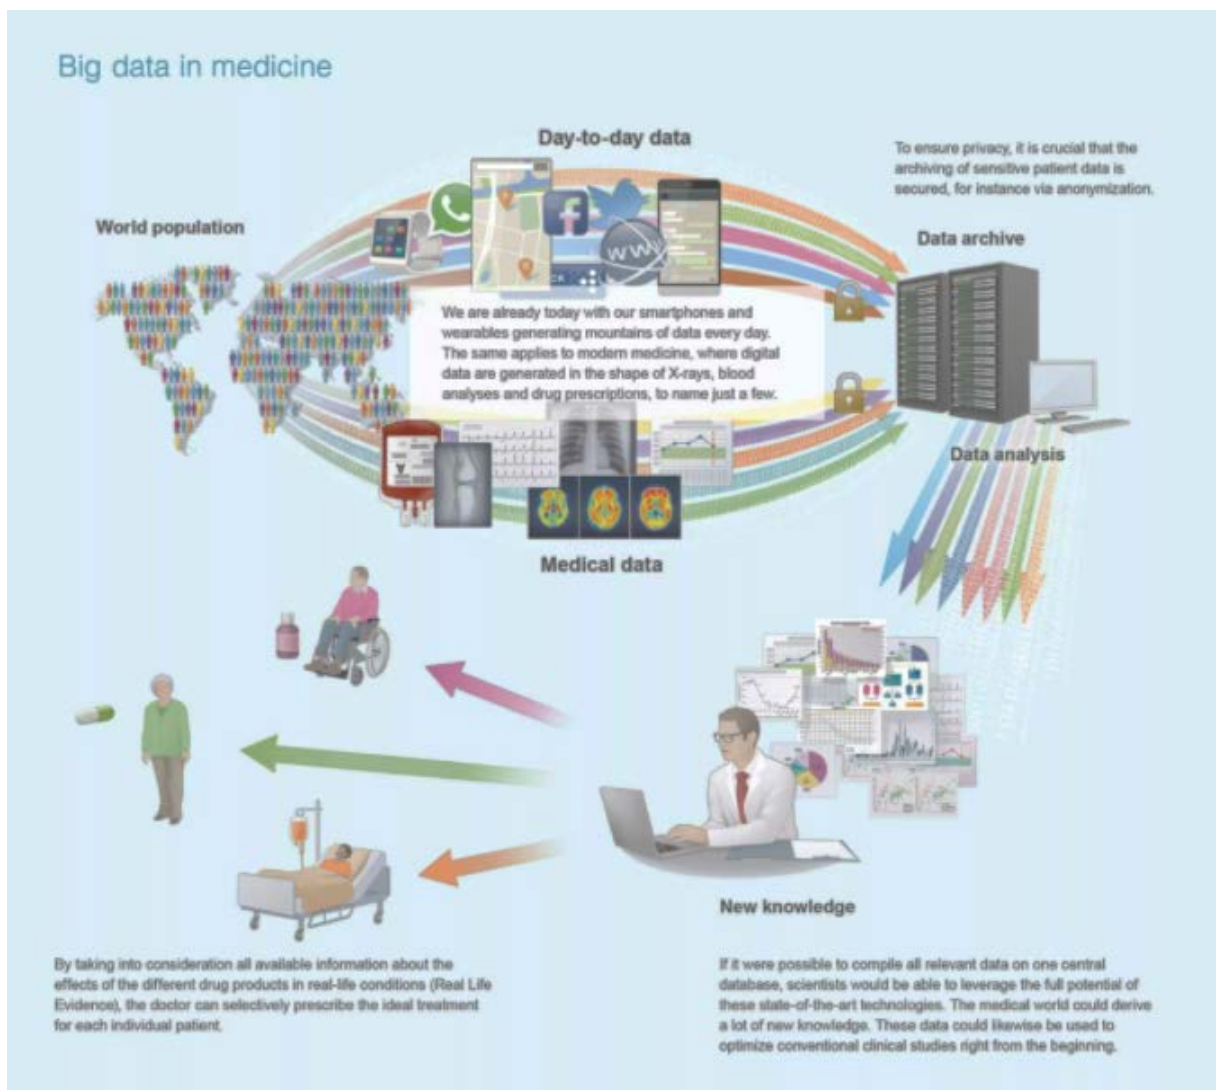 Big data in medicine
Day-to-day data
To ensure privacy, it is crucial that the
archiving of sensitive patient data is
secured, for instance via anonymization.
World population
Data archive
www
We are already today with our smartphones and
wearables generating mountains of data every day.
The same applies to modern medicine, where digital
data are generated in the shape of X-rays, blood
analyses and drug prescriptions, to name just a few.
Data analysis
Medical data
New knowledge
By taking into consideration all available information about the
effects of the different drug products in real-life conditions (Real Life
Evidence), the doctor can selectively prescribe the ideal treatment
for each individual patient.
If it were possible to compile all relevant data on one central
database, scientists would be able to leverage the full potential of
these state-of-the-art technologies. The medical world could derive
a lot of new knowledge. These data could likewise be used to
optimize conventional clinical studies right from the beginning.